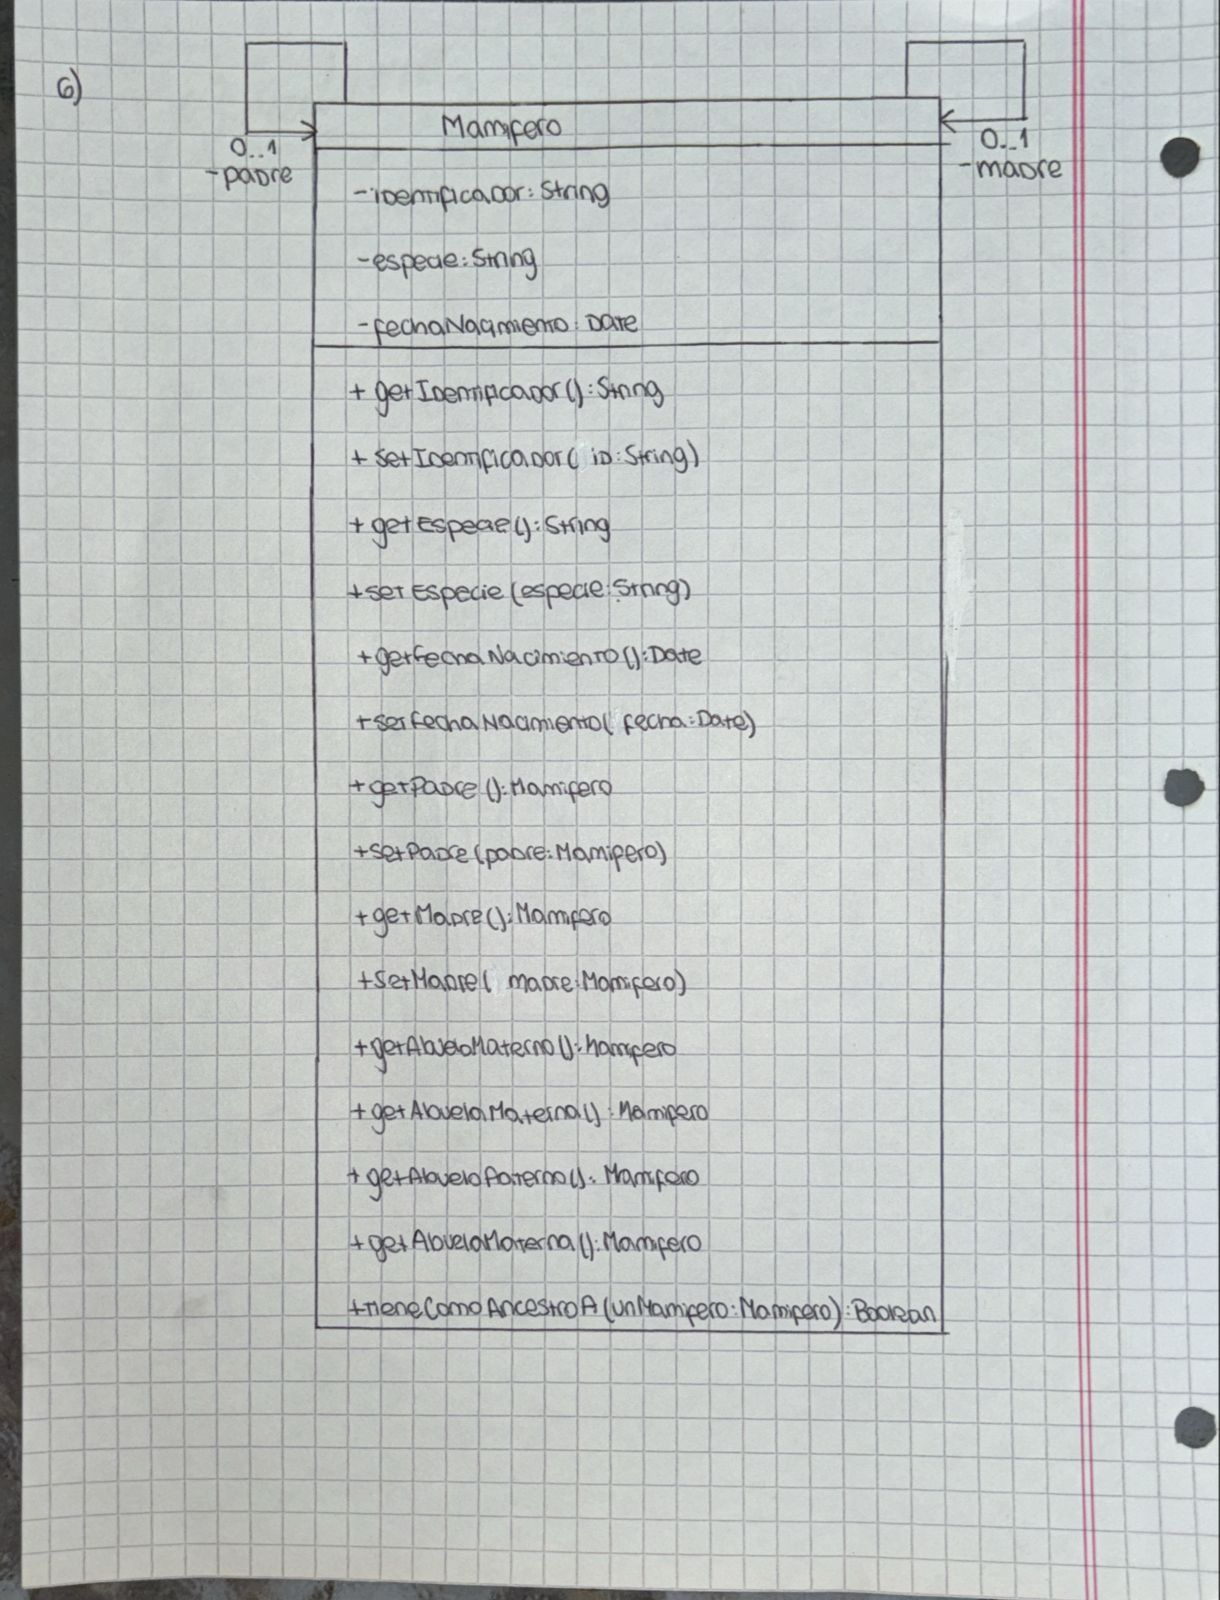 6)
Mamifero
0..1
-padre
0..1
-madre
-identificador: String
-especie: String
-fechaNacimiento: Date
+ getIdentificador(): String
+ setIdentificador( id: String)
+ getEspecie(): String
+setEspecie (especie: String)
+getFechaNacimiento(): Date
+setFechaNacimiento( fecha: Date)
+getPadre (): Mamifero
+setPadre (padre: Mamifero)
+getMadre(): Mamifero
+setMadre( madre: Mamifero)
+getAbueloMaterno(): Mamifero
+getAbuelaMaterna(): Mamifero
+getAbueloPaterno(): Mamifero
+getAbuelaMaterna(): Mamifero
+tieneComoAncestroA (unMamifero: Mamifero): Boolean